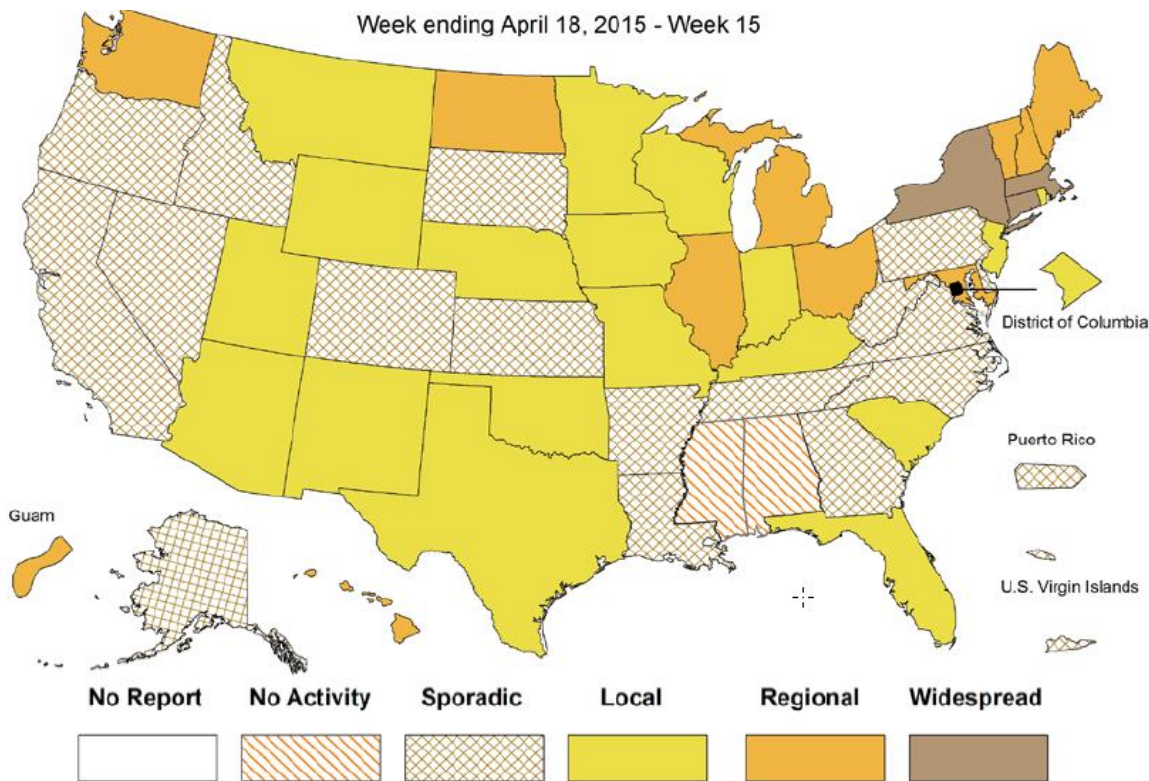 Week ending April 18, 2015 - Week 15
District of Columbia
Puerto Rico
Guam
U.S. Virgin Islands
No Report No Activity Sporadic Local Regional Widespread